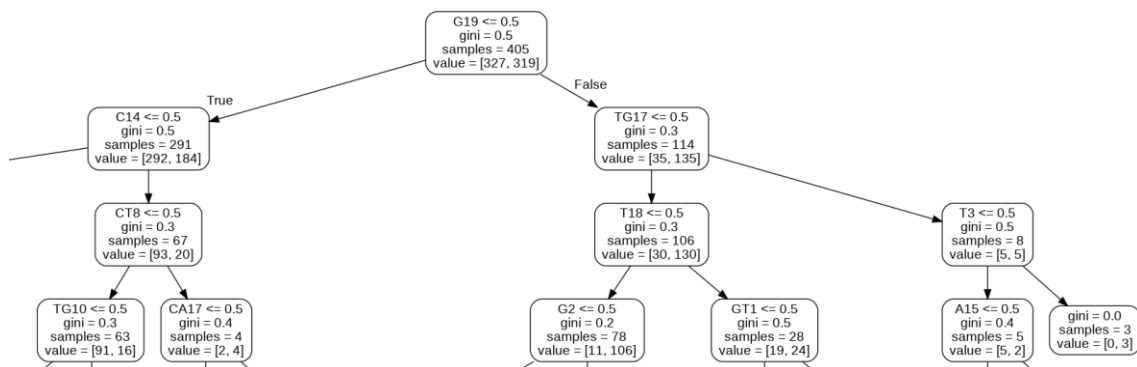 G19 <= 0.5
gini = 0.5
samples = 405
value = [327, 319]
True
False
C14 <= 0.5
gini = 0.5
samples = 291
value = [292, 184]
TG17 <= 0.5
gini = 0.3
samples = 114
value = [35, 135]
CT8 <= 0.5
gini = 0.3
samples = 67
value = [93, 20]
T18 <= 0.5
gini = 0.3
samples = 106
value = [30, 130]
T3 <= 0.5
gini = 0.5
samples = 8
value = [5, 5]
TG10 <= 0.5
gini = 0.3
samples = 63
value = [91, 16]
CA17 <= 0.5
gini = 0.4
samples = 4
value = [2, 4]
G2 <= 0.5
gini = 0.2
samples = 78
value = [11, 106]
GT1 <= 0.5
gini = 0.5
samples = 28
value = [19, 24]
A15 <= 0.5
gini = 0.4
samples = 5
value = [5, 2]
gini = 0.0
samples = 3
value = [0, 3]